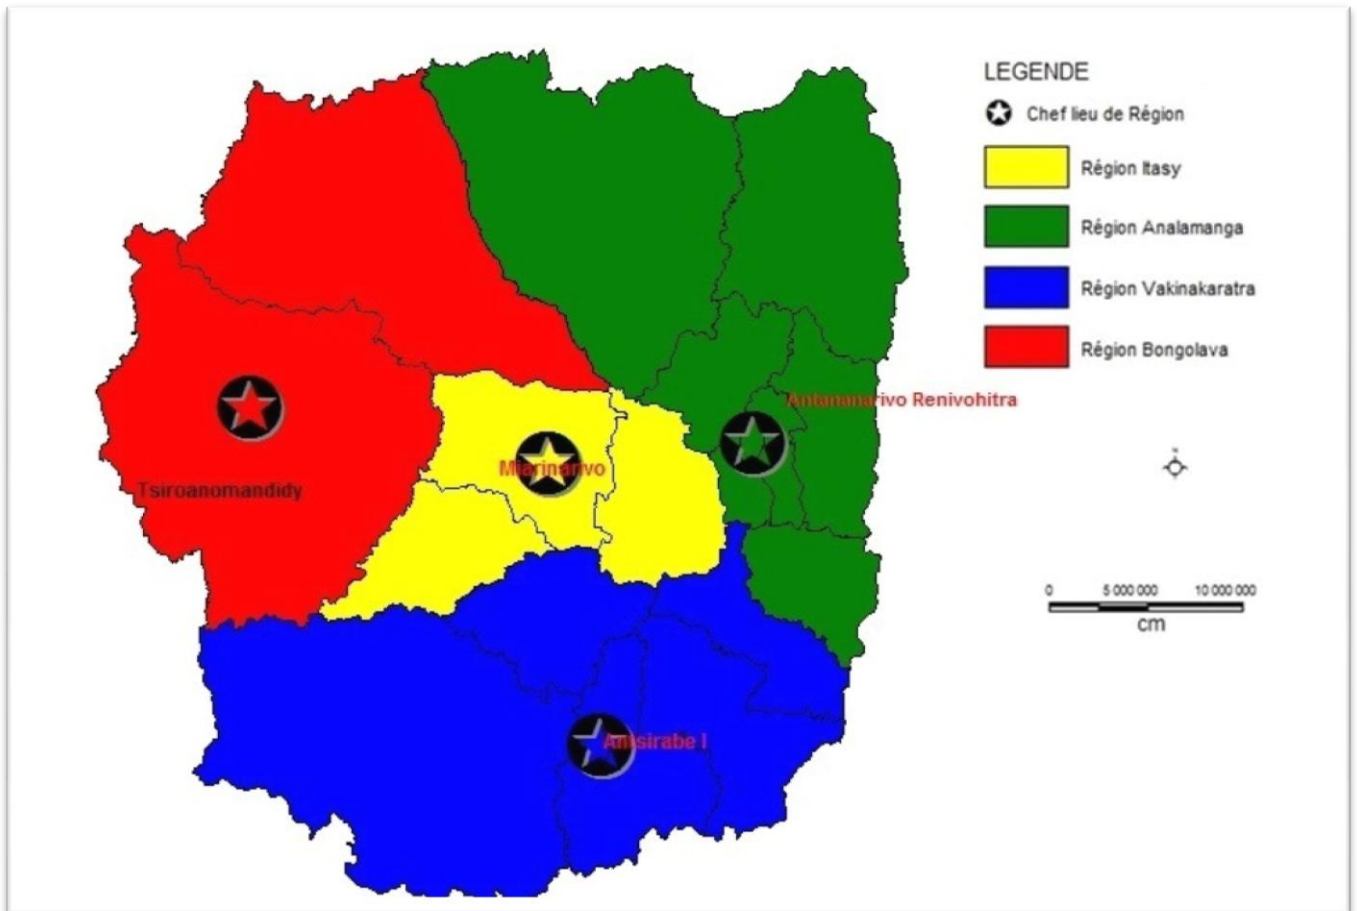 LEGENDE
Chef lieu de Région
Région Itasy
Région Analamanga
Région Vakinakaratra
Région Bongolava
Antananarivo Renivohitra
Miarinarivo
Tsiroanomandidy
Antsirabe I
0 5 000 000 10 000 000
cm